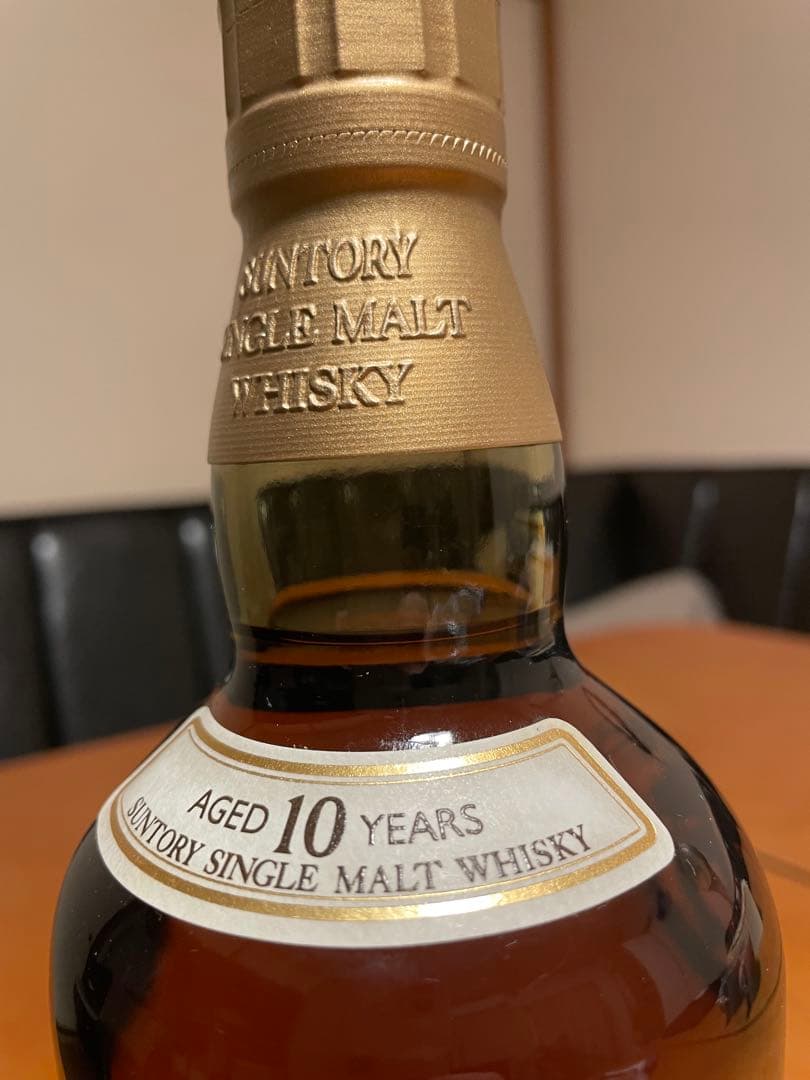 SUNTORY
SINGLE MALT
WHISKY
AGED 10 YEARS
SUNTORY SINGLE MALT WHISKY